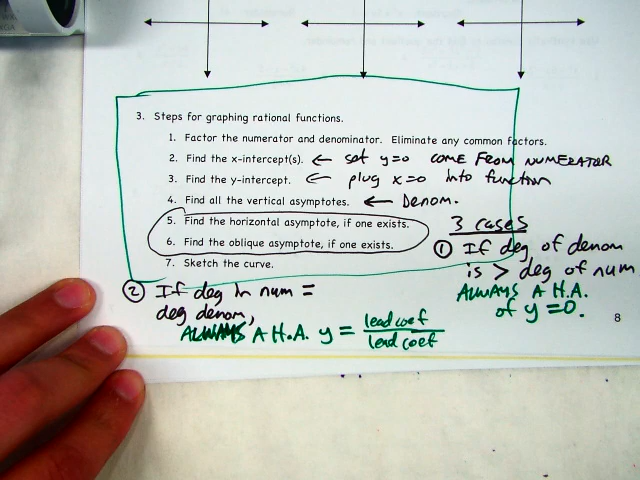 3. Steps for graphing rational functions.
1. Factor the numerator and denominator. Eliminate any common factors.
2. Find the x-intercept(s). ← set y=0 COME FROM NUMERATOR
3. Find the y-intercept. ← plug x=0 into function
4. Find all the vertical asymptotes. ← Denom.
5. Find the horizontal asymptote, if one exists.
6. Find the oblique asymptote, if one exists.
7. Sketch the curve.
3 cases
① If deg of denom
is > deg of num
ALWAYS A H.A.
of y=0.
② If deg in num =
deg denom,
ALWAYS A H.A. y = lead coef / lead coef
8